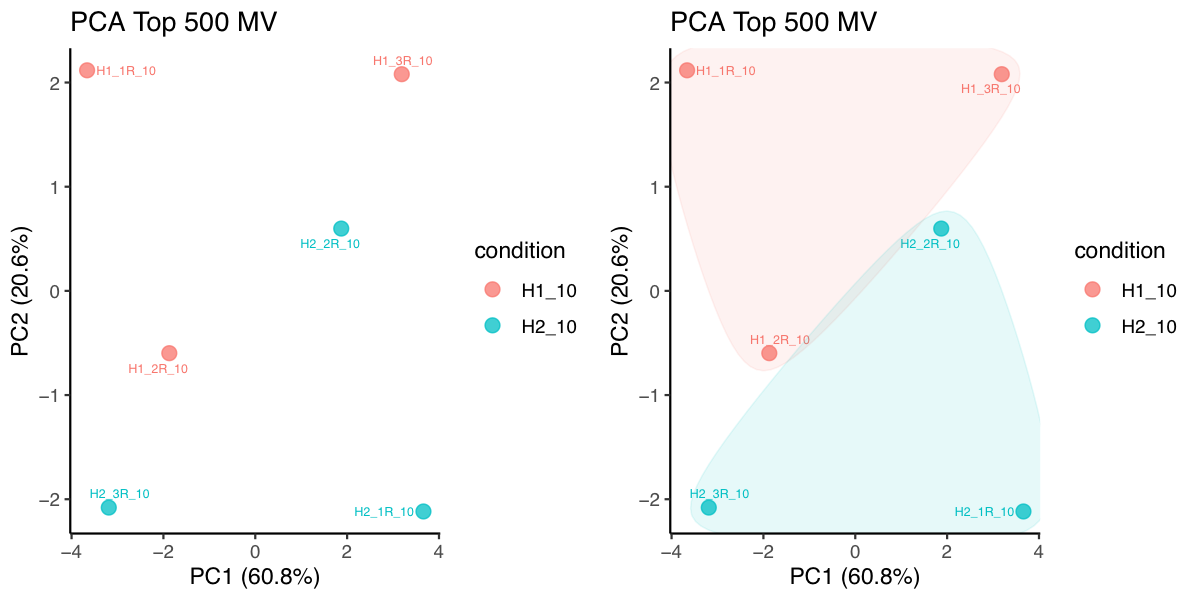 PCA Top 500 MV
H1_1R_10
H1_3R_10
H2_2R_10
H1_2R_10
H2_3R_10
H2_1R_10
2
1
0
−1
−2
−4
−2
0
2
4
PC1 (60.8%)
PC2 (20.6%)
condition
H1_10
H2_10
PCA Top 500 MV
H1_1R_10
H1_3R_10
H2_2R_10
H1_2R_10
H2_3R_10
H2_1R_10
2
1
0
−1
−2
−4
−2
0
2
4
PC1 (60.8%)
PC2 (20.6%)
condition
H1_10
H2_10